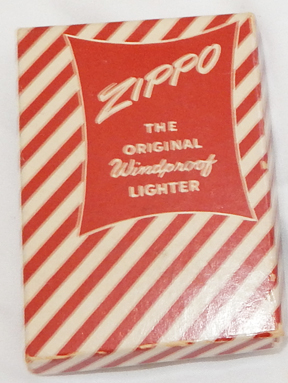 ZIPPO
THE
ORIGINAL
Windproof
LIGHTER